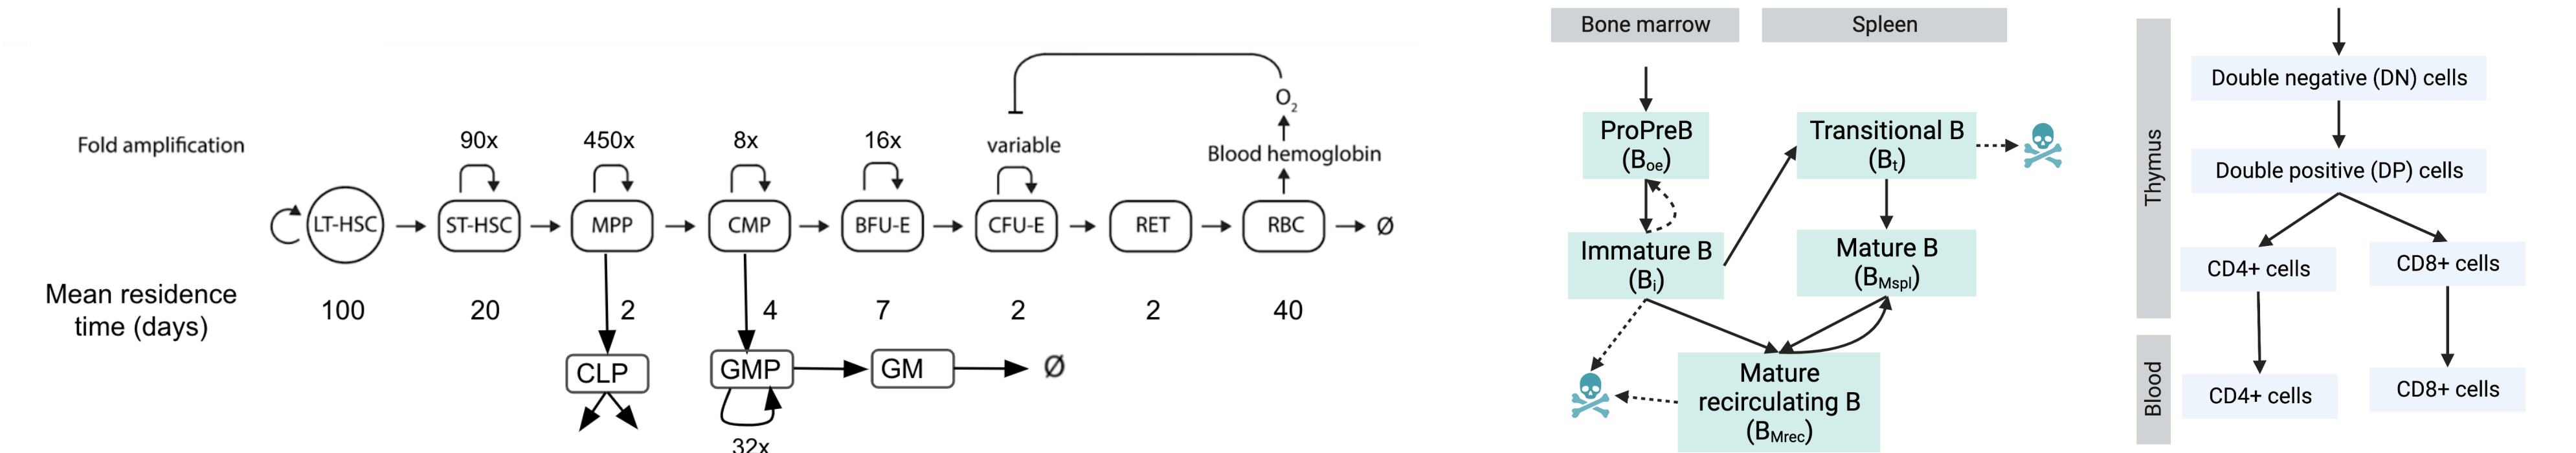 Fold amplification
90x
450x
8x
16x
variable
O₂
Blood hemoglobin
LT-HSC
ST-HSC
MPP
CMP
BFU-E
CFU-E
RET
RBC
Ø
Mean residence
time (days)
100
20
2
4
7
2
2
40
CLP
GMP
GM
Ø
32x
Bone marrow
Spleen
ProPreB
(Boe)
Transitional B
(Bt)
Immature B
(Bi)
Mature B
(BMspl)
Mature
recirculating B
(BMrec)
Thymus
Double negative (DN) cells
Double positive (DP) cells
CD4+ cells
CD8+ cells
Blood
CD4+ cells
CD8+ cells